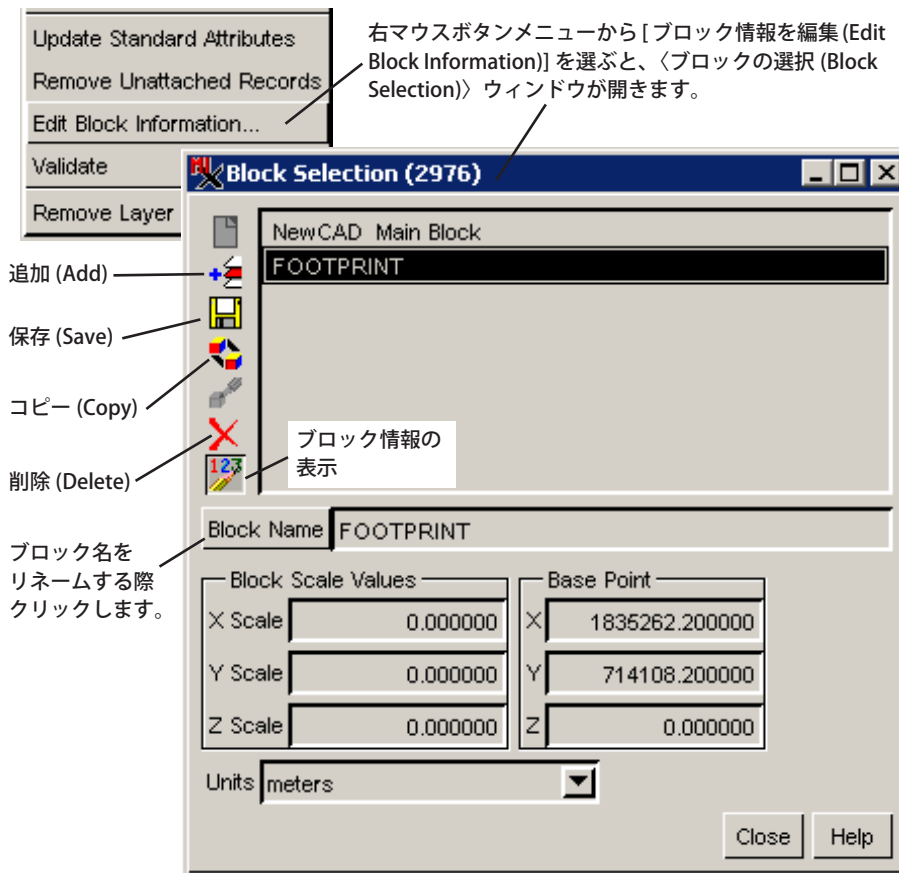 Update Standard Attributes
Remove Unattached Records
Edit Block Information...
Validate
Remove Layer
右マウスボタンメニューから [ ブロック情報を編集 (Edit
Block Information)] を選ぶと、〈ブロックの選択 (Block
Selection)〉ウィンドウが開きます。
Block Selection (2976)
NewCAD Main Block
FOOTPRINT
追加 (Add)
保存 (Save)
コピー (Copy)
削除 (Delete)
ブロック情報の
表示
123
ブロック名を
リネームする際
クリックします。
Block Name FOOTPRINT
Block Scale Values
X Scale 0.000000
Y Scale 0.000000
Z Scale 0.000000
Base Point
X 1835262.200000
Y 714108.200000
Z 0.000000
Units meters
Close Help